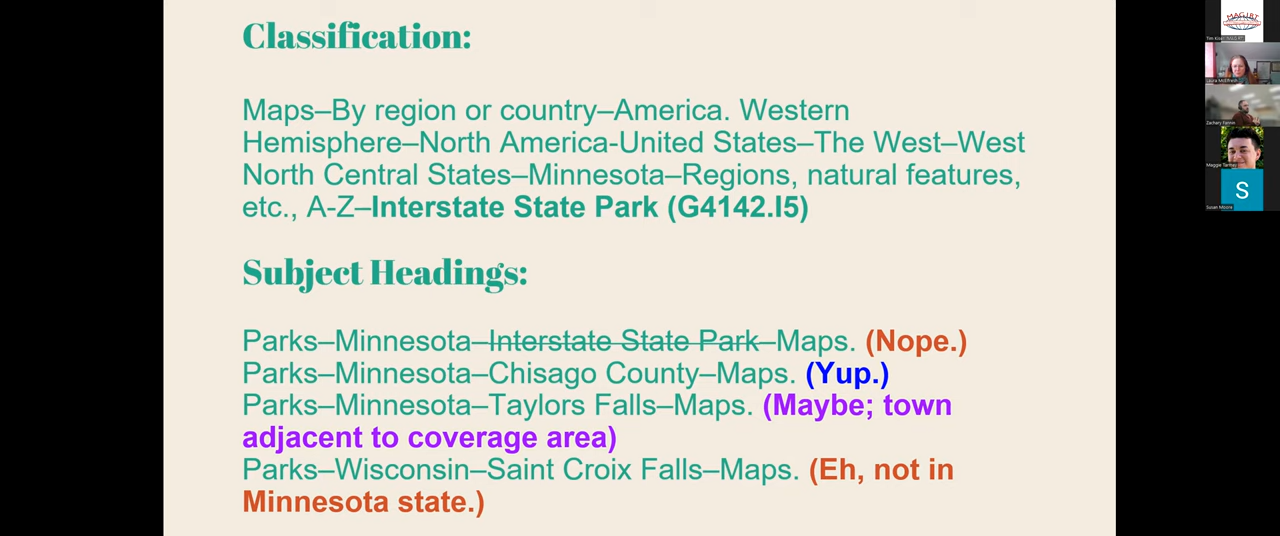 Classification:
Maps–By region or country–America. Western
Hemisphere–North America-United States–The West–West
North Central States–Minnesota–Regions, natural features,
etc., A-Z–Interstate State Park (G4142.I5)
Subject Headings:
Parks–Minnesota–Interstate State Park–Maps. (Nope.)
Parks–Minnesota–Chisago County–Maps. (Yup.)
Parks–Minnesota–Taylors Falls–Maps. (Maybe; town
adjacent to coverage area)
Parks–Wisconsin–Saint Croix Falls–Maps. (Eh, not in
Minnesota state.)
MAGIRT
S
Susan Moore